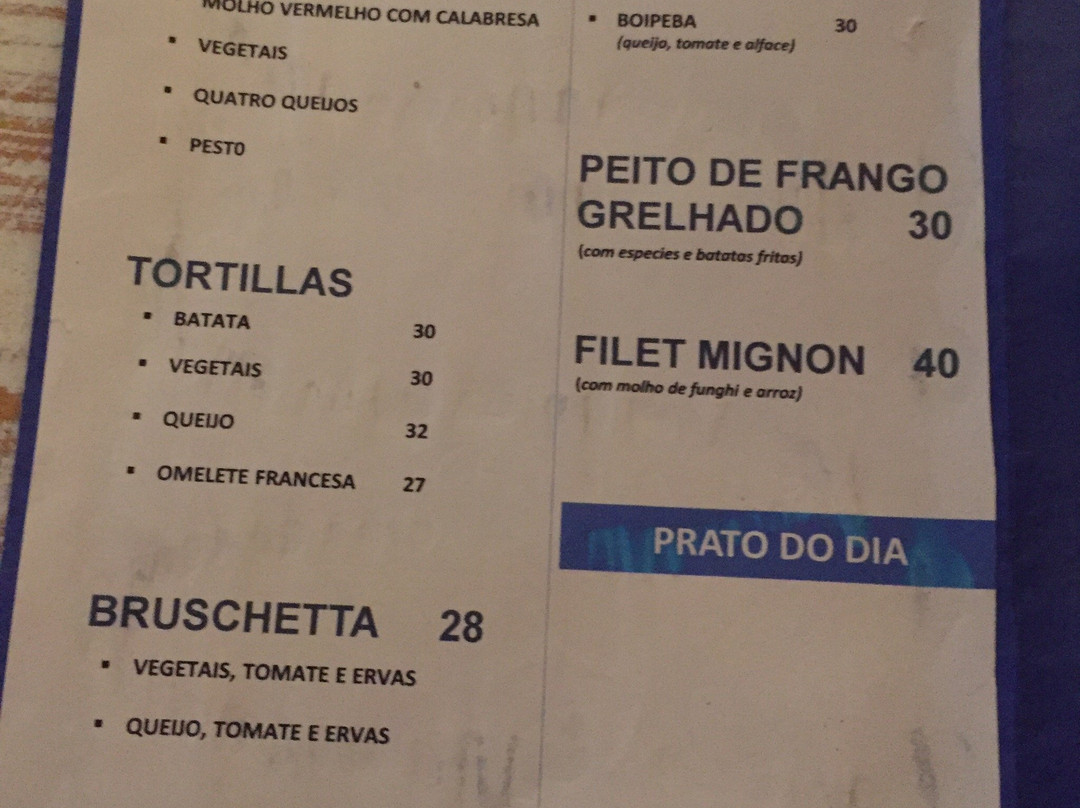 MOLHO VERMELHO COM CALABRESA
▪ VEGETAIS
▪ QUATRO QUEIJOS
▪ PESTO
TORTILLAS
▪ BATATA 30
▪ VEGETAIS 30
▪ QUEIJO 32
▪ OMELETE FRANCESA 27
BRUSCHETTA 28
▪ VEGETAIS, TOMATE E ERVAS
▪ QUEIJO, TOMATE E ERVAS
▪ BOIPEBA 30
(queijo, tomate e alface)
PEITO DE FRANGO
GRELHADO 30
(com especies e batatas fritas)
FILET MIGNON 40
(com molho de funghi e arroz)
PRATO DO DIA